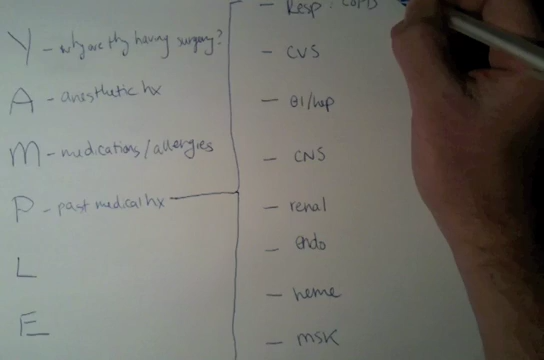 Y - why are they having surgery?
A - anesthetic hx
M - medications/allergies
P - past medical hx
L
E
- Resp: COPD
- CVS
- GI/hep
- CNS
- renal
- endo
- heme
- MSK